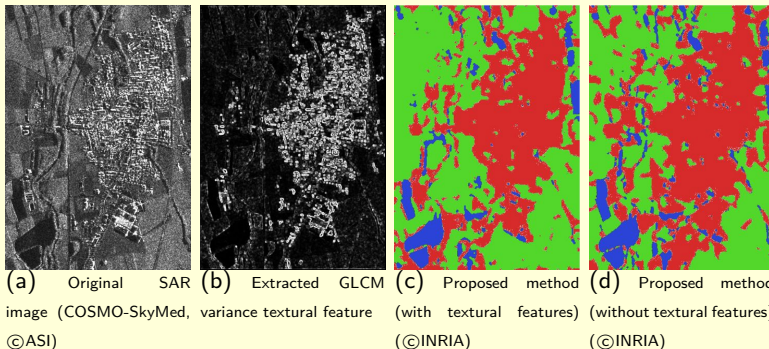 (a) Original SAR
image (COSMO-SkyMed,
©ASI)
(b) Extracted GLCM
variance textural feature
(c) Proposed method
(with textural features)
(©INRIA)
(d) Proposed method
(without textural features)
(©INRIA)